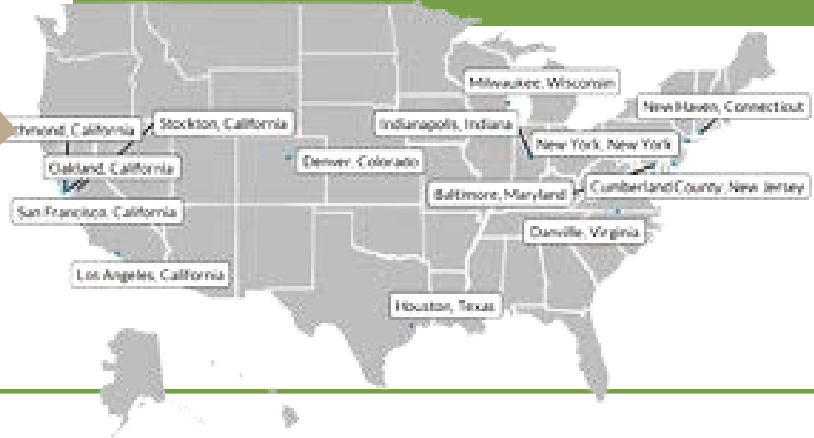 Milwaukee, Wisconsin
New Haven, Connecticut
chmond, California
Stockton, California
Indianapolis, Indiana
New York, New York
Oakland, California
Denver, Colorado
Baltimore, Maryland
Cumberland County, New Jersey
San Francisco, California
Danville, Virginia
Los Angeles, California
Houston, Texas